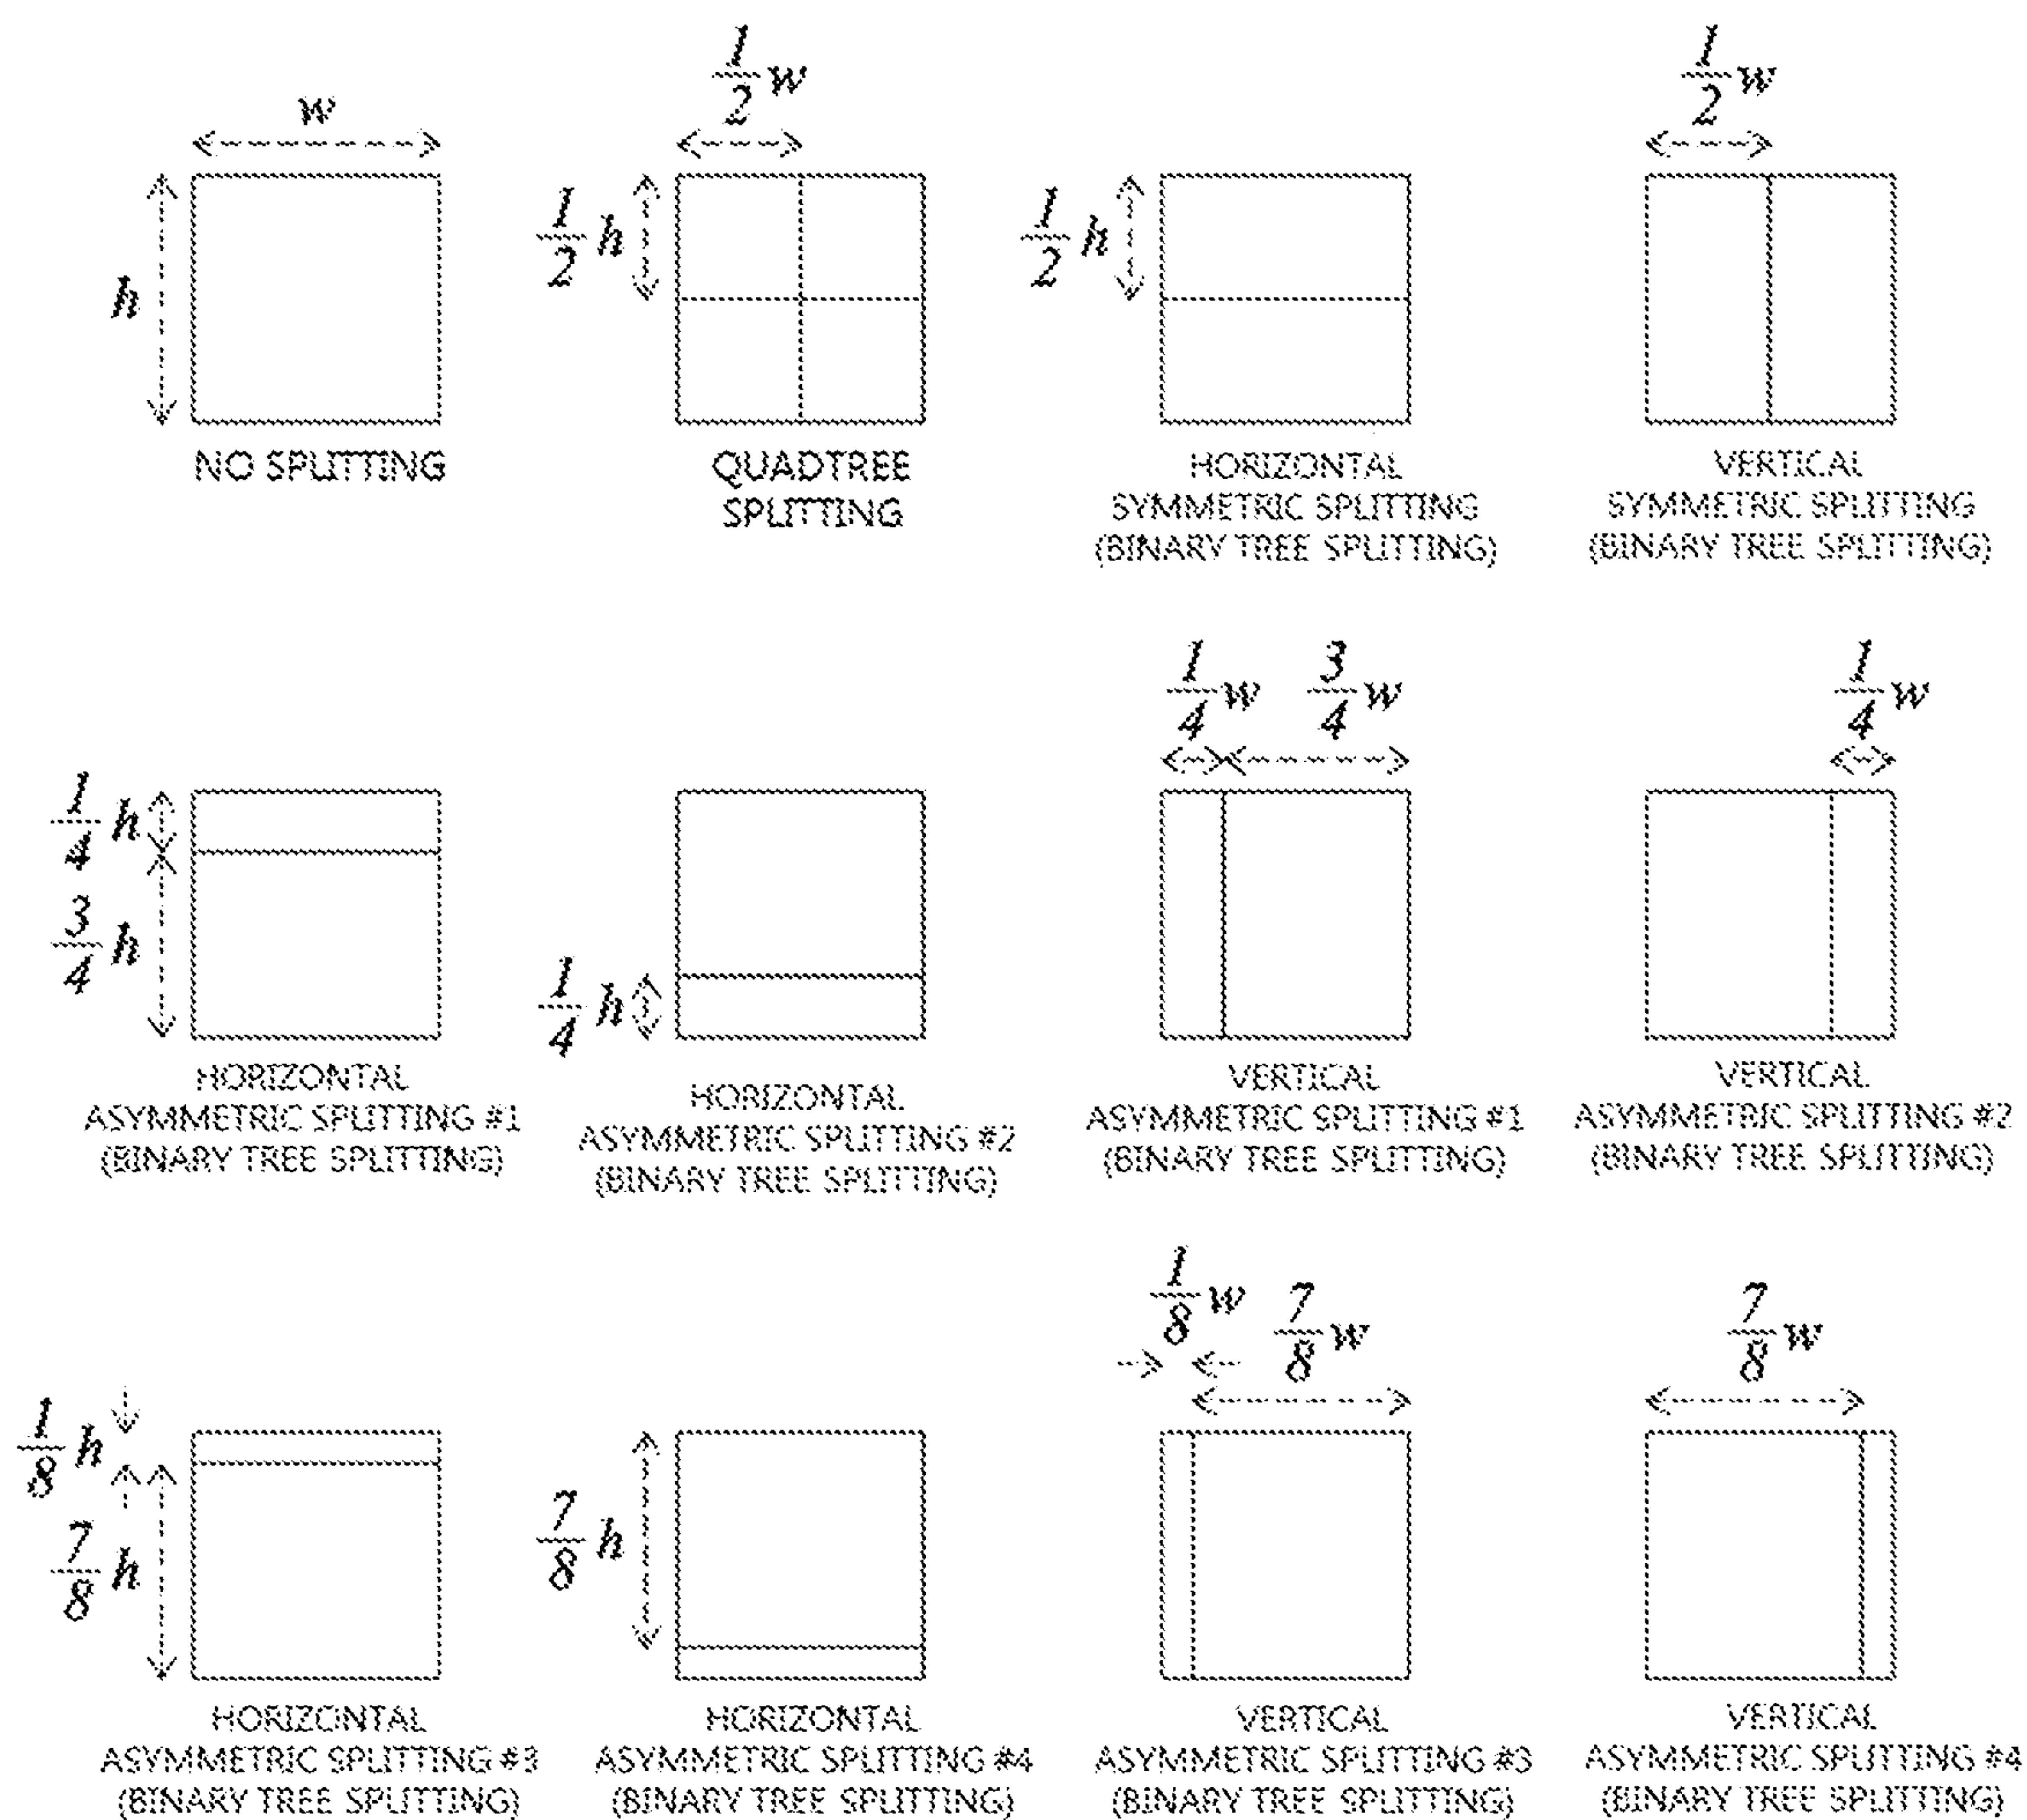 w
h
NO SPLITTING
1/2 w
1/2 h
QUADTREE
SPLITTING
1/2 h
HORIZONTAL
SYMMETRIC SPLITTING
(BINARY TREE SPLITTING)
1/2 w
VERTICAL
SYMMETRIC SPLITTING
(BINARY TREE SPLITTING)
1/4 h
3/4 h
HORIZONTAL
ASYMMETRIC SPLITTING #1
(BINARY TREE SPLITTING)
1/4 h
HORIZONTAL
ASYMMETRIC SPLITTING #2
(BINARY TREE SPLITTING)
1/4 w 3/4 w
VERTICAL
ASYMMETRIC SPLITTING #1
(BINARY TREE SPLITTING)
1/4 w
VERTICAL
ASYMMETRIC SPLITTING #2
(BINARY TREE SPLITTING)
1/8 h
7/8 h
HORIZONTAL
ASYMMETRIC SPLITTING #3
(BINARY TREE SPLITTING)
7/8 h
HORIZONTAL
ASYMMETRIC SPLITTING #4
(BINARY TREE SPLITTING)
1/8 w 7/8 w
VERTICAL
ASYMMETRIC SPLITTING #3
(BINARY TREE SPLITTING)
7/8 w
VERTICAL
ASYMMETRIC SPLITTING #4
(BINARY TREE SPLITTING)